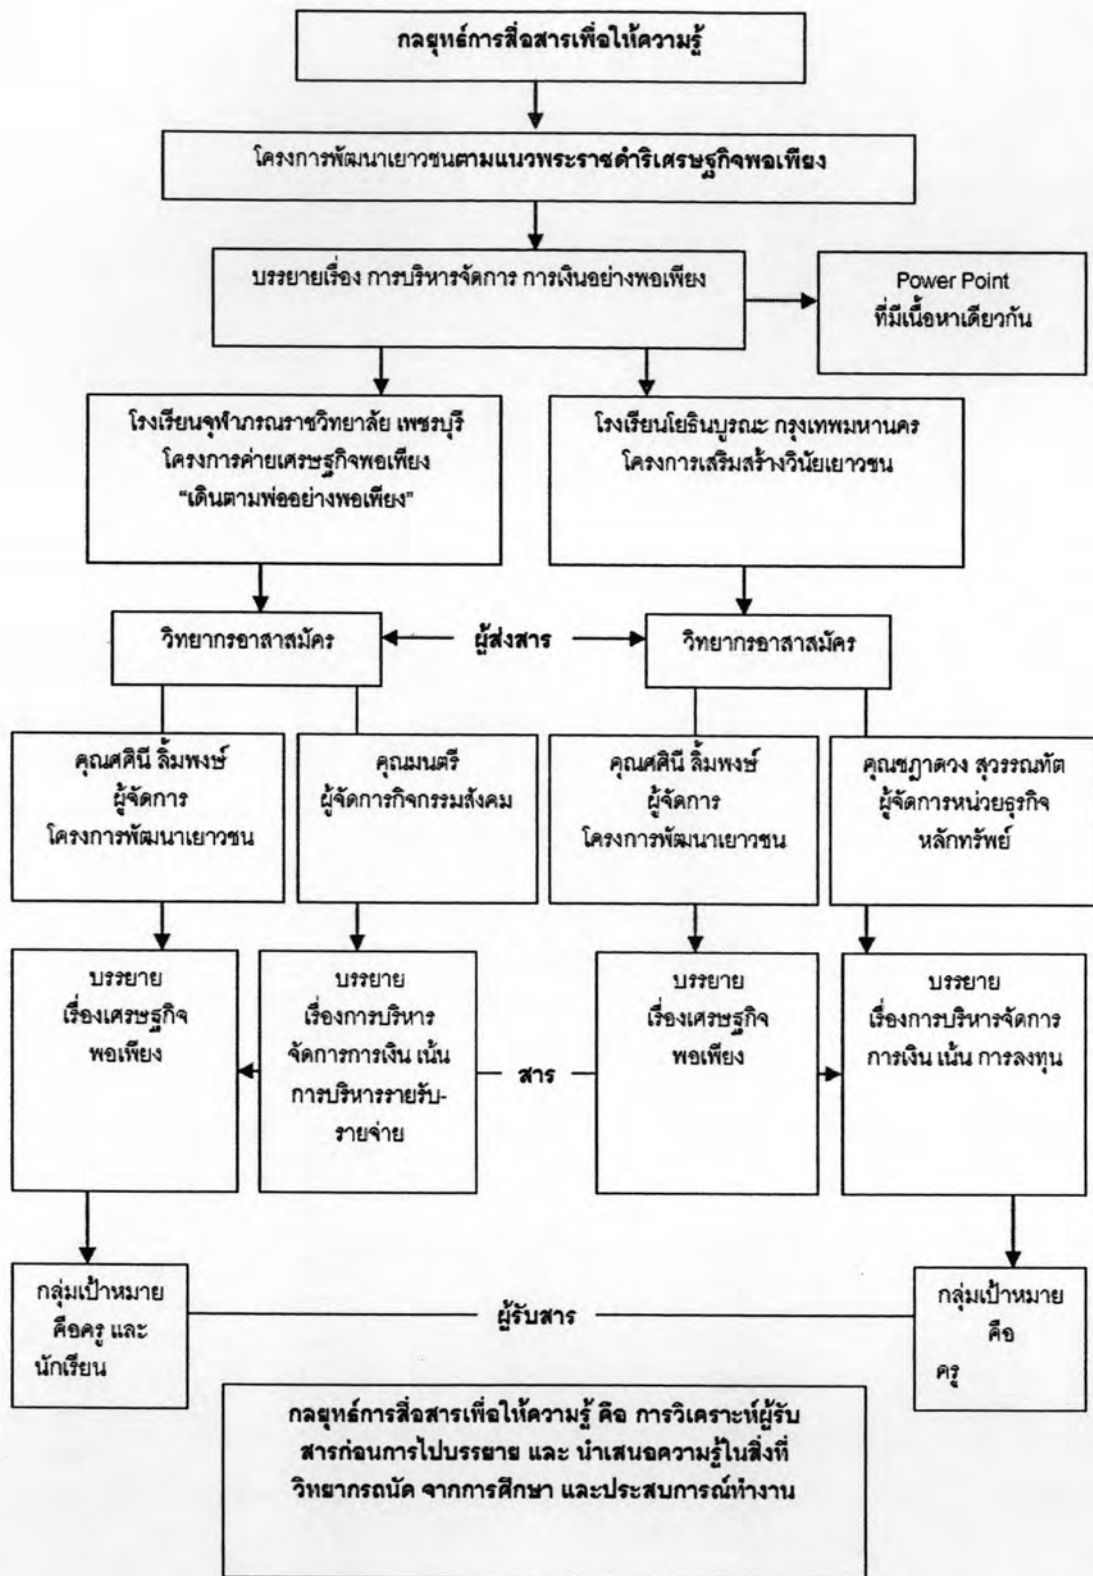 กลยุทธ์การสื่อสารเพื่อให้ความรู้
โครงการพัฒนาเยาวชนตามแนวพระราชดำริเศรษฐกิจพอเพียง
บรรยายเรื่อง การบริหารจัดการ การเงินอย่างพอเพียง
Power Point
ที่มีเนื้อหาเดียวกัน
โรงเรียนจุฬาภรณราชวิทยาลัย เพชรบุรี
โครงการค่ายเศรษฐกิจพอเพียง
“เดินตามพ่ออย่างพอเพียง”
โรงเรียนโยธินบูรณะ กรุงเทพมหานคร
โครงการเสริมสร้างวินัยเยาวชน
วิทยากรอาสาสมัคร
ผู้ส่งสาร
วิทยากรอาสาสมัคร
คุณศศินี ลิ้มพงษ์
ผู้จัดการ
โครงการพัฒนาเยาวชน
คุณมนตรี
ผู้จัดการกิจกรรมสังคม
คุณศศินี ลิ้มพงษ์
ผู้จัดการ
โครงการพัฒนาเยาวชน
คุณชฎาดวง สุวรรณทัต
ผู้จัดการหน่วยธุรกิจ
หลักทรัพย์
บรรยาย
เรื่องเศรษฐกิจ
พอเพียง
บรรยาย
เรื่องการบริหาร
จัดการการเงิน เน้น
การบริหารรายรับ-
รายจ่าย
สาร
บรรยาย
เรื่องเศรษฐกิจ
พอเพียง
บรรยาย
เรื่องการบริหารจัดการ
การเงิน เน้น การลงทุน
กลุ่มเป้าหมาย
คือครู และ
นักเรียน
ผู้รับสาร
กลุ่มเป้าหมาย
คือ
ครู
กลยุทธ์การสื่อสารเพื่อให้ความรู้ คือ การวิเคราะห์ผู้รับ
สารก่อนการไปบรรยาย และ นำเสนอความรู้ในสิ่งที่
วิทยากรถนัด จากการศึกษา และประสบการณ์ทำงาน